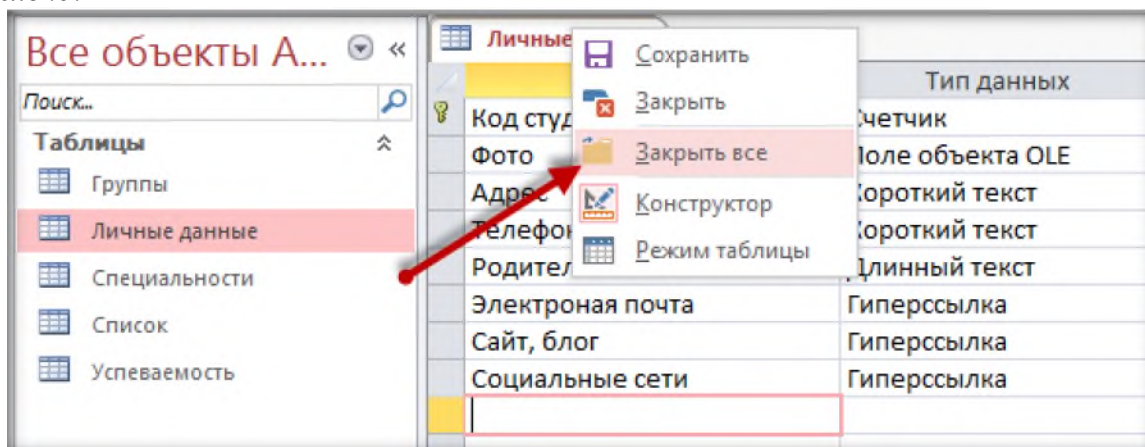 Все объекты А... «
Поиск...
Таблицы
Группы
Личные данные
Специальности
Список
Успеваемость
Личные
Сохранить
Закрыть
Закрыть все
Конструктор
Режим таблицы
Тип данных
Код студ Счетчик
Фото Поле объекта OLE
Адрес Короткий текст
Телефон Короткий текст
Родител Длинный текст
Электроная почта Гиперссылка
Сайт, блог Гиперссылка
Социальные сети Гиперссылка